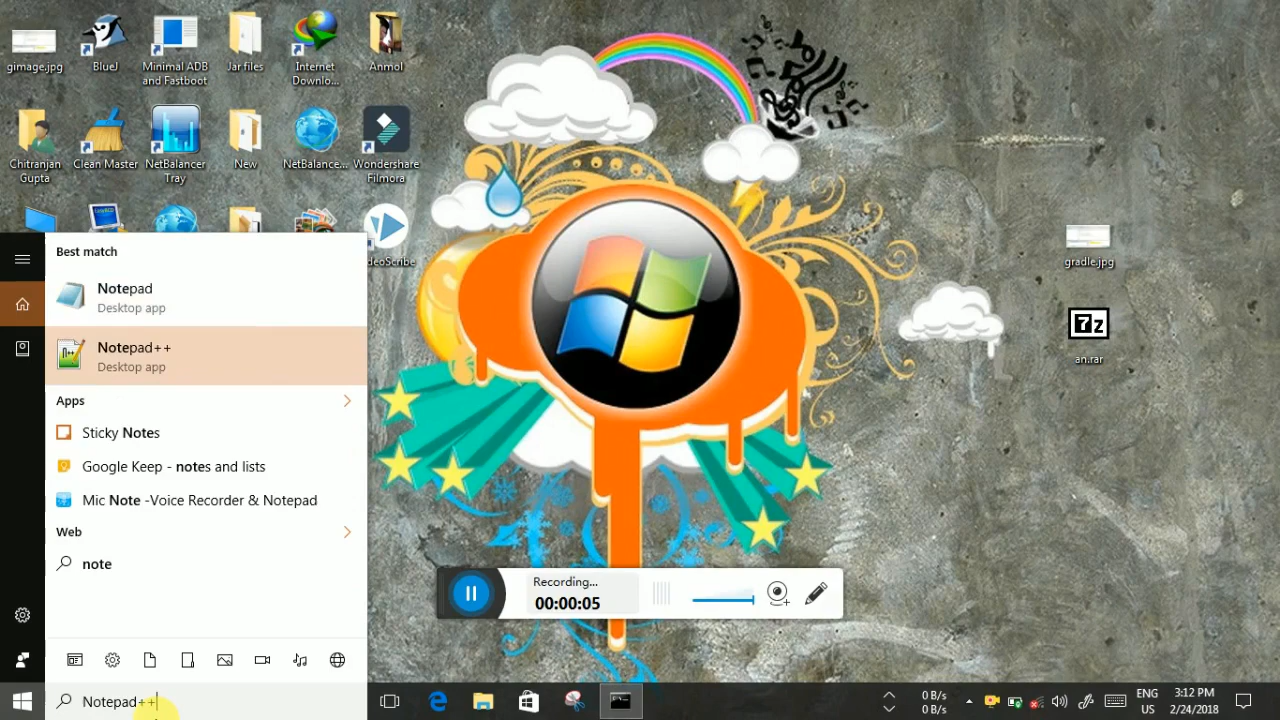 gimage.jpg
BlueJ
Minimal ADB
and Fastboot
Jar files
Internet
Downlo...
Anmol
Chitranjan
Gupta
Clean Master
NetBalancer
Tray
New
NetBalance...
Wondershare
Filmora
deoScribe
gradle.jpg
7z
an.rar
Best match
Notepad
Desktop app
Notepad++
Desktop app
Apps
Sticky Notes
Google Keep - notes and lists
Mic Note -Voice Recorder & Notepad
Web
note
Recording...
00:00:05
Notepad++
0 B/s
0 B/s
ENG
US
3:12 PM
2/24/2018